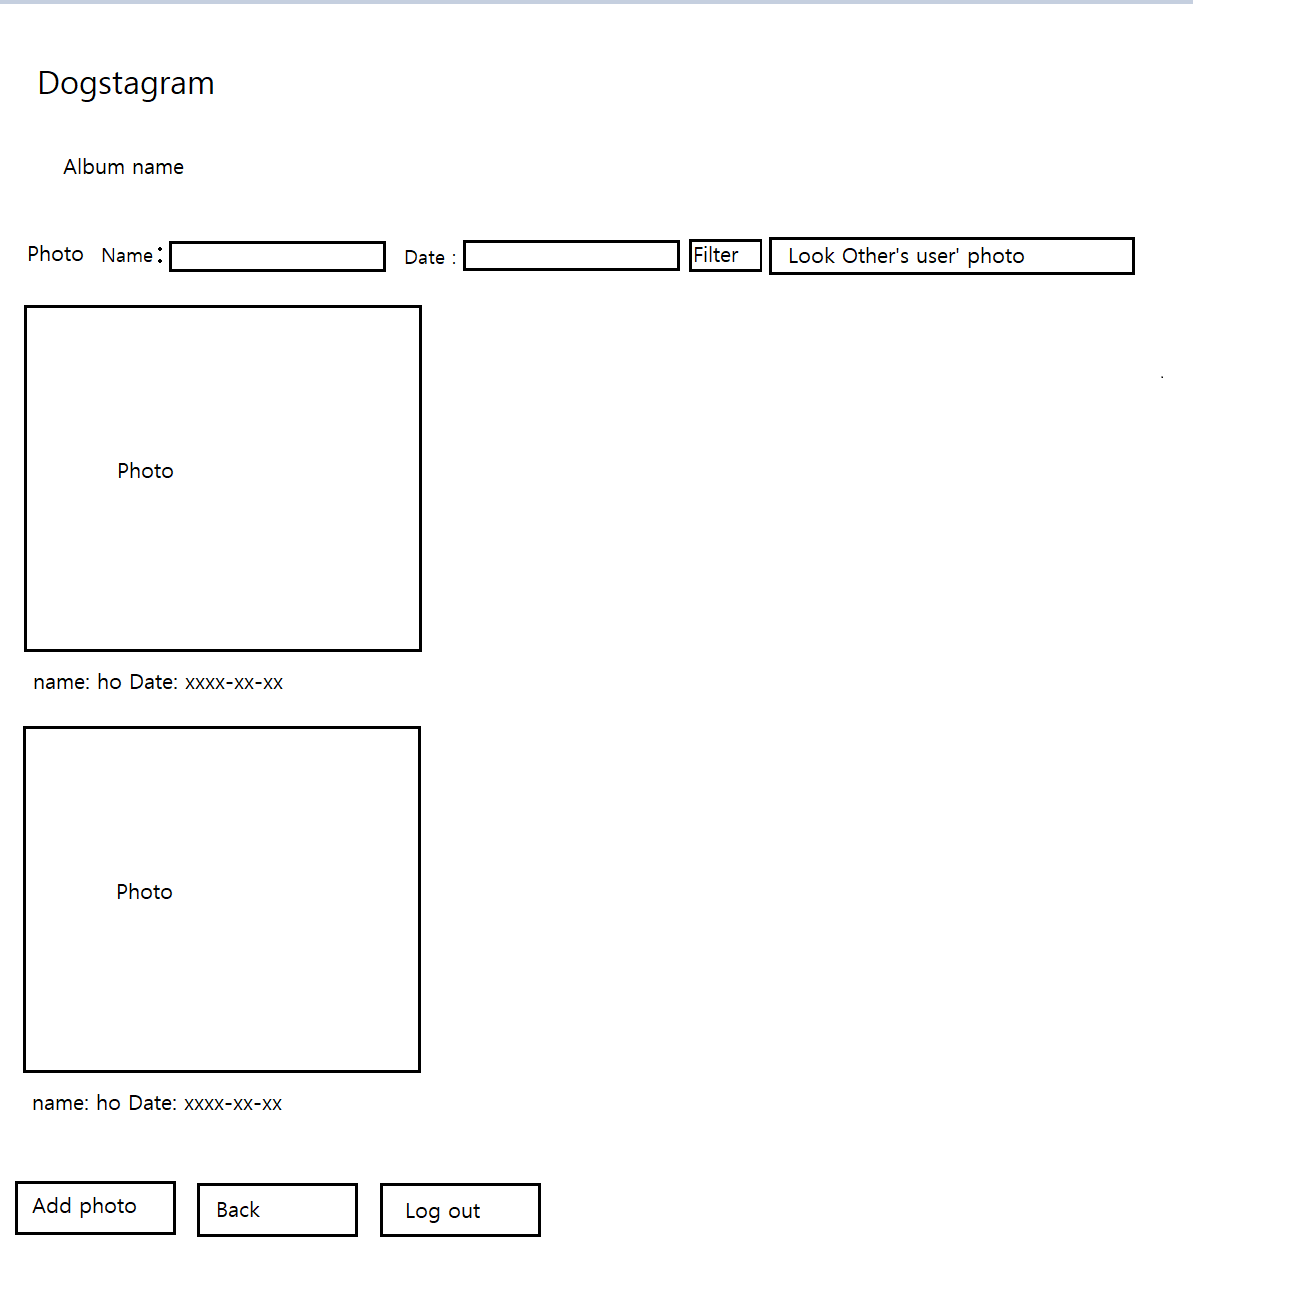 Dogstagram
Album name
Photo Name: Date : Filter Look Other's user' photo
Photo
name: ho Date: xxxx-xx-xx
Photo
name: ho Date: xxxx-xx-xx
Add photo Back Log out